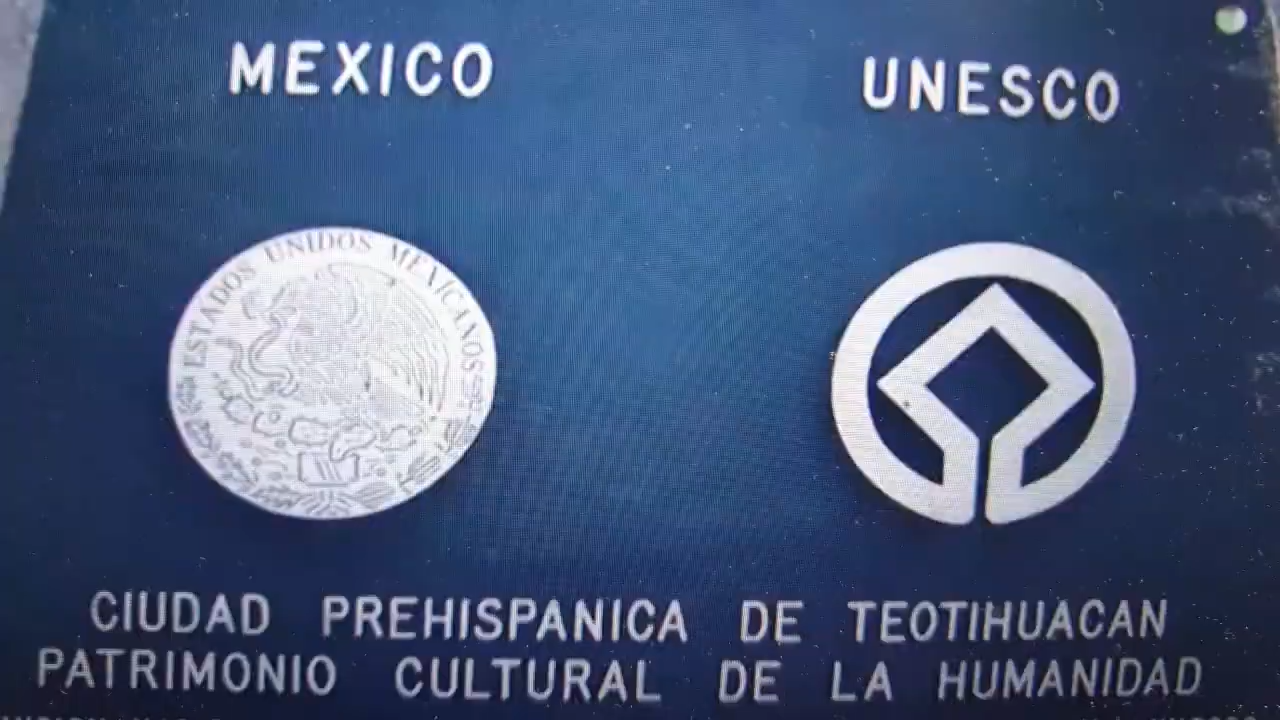 MEXICO
UNESCO
ESTADOS UNIDOS MEXICANOS
CIUDAD PREHISPANICA DE TEOTIHUACAN
PATRIMONIO CULTURAL DE LA HUMANIDAD